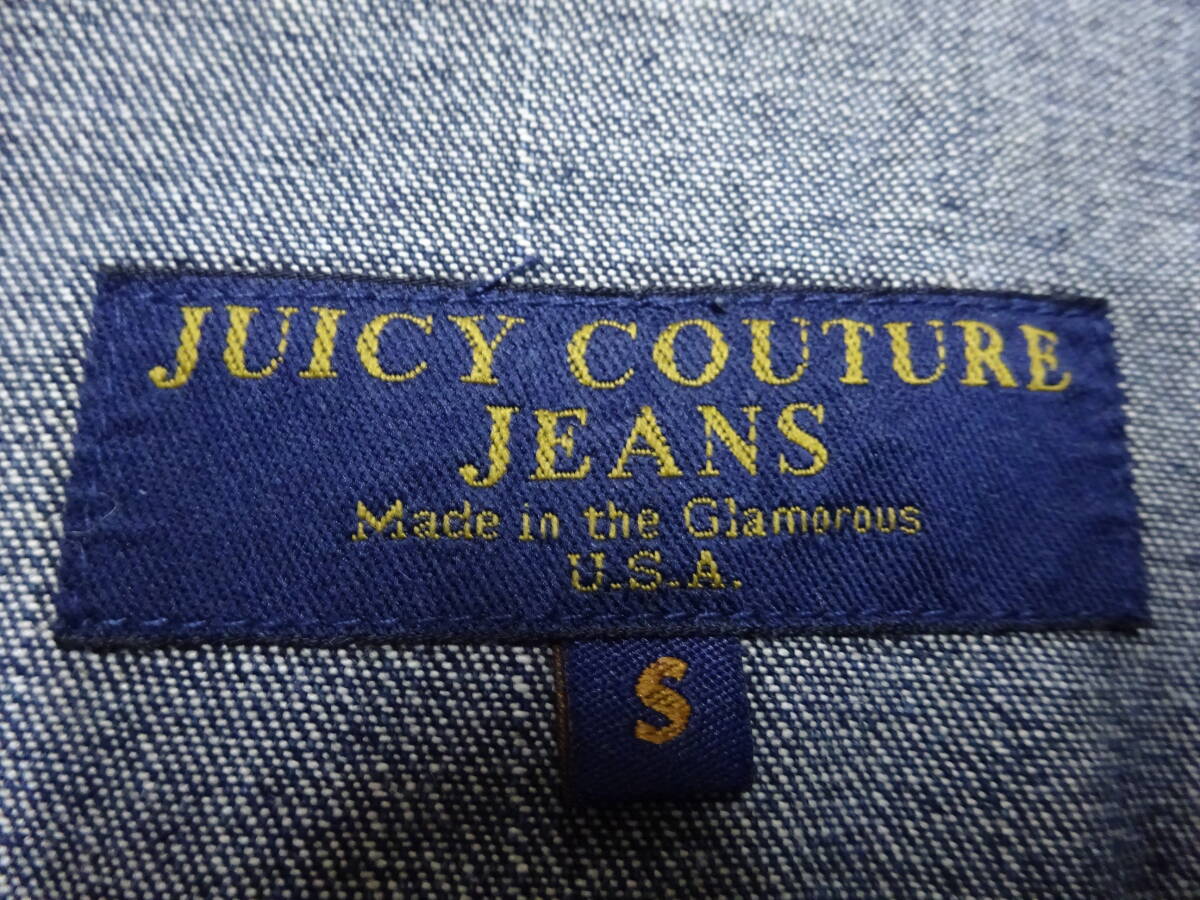 JUICY COUTURE
JEANS
Made in the Glamorous
U.S.A.
S